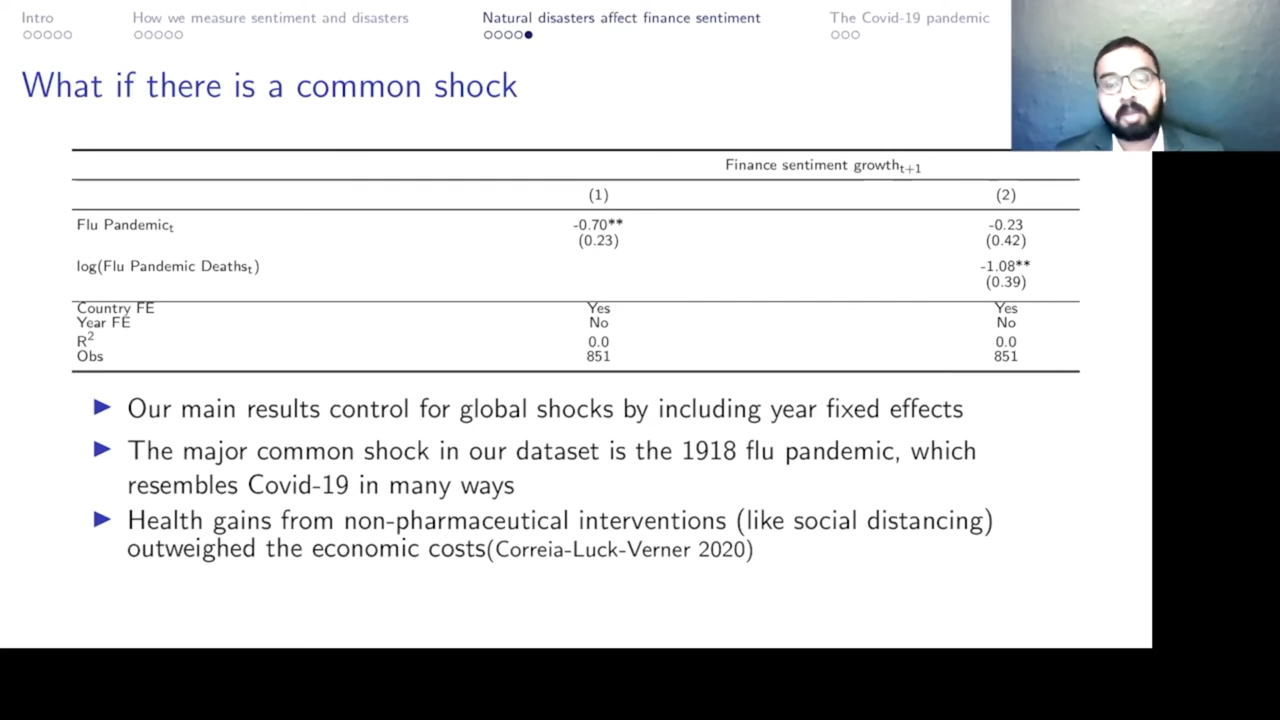 Intro How we measure sentiment and disasters Natural disasters affect finance sentiment The Covid-19 pandemic
What if there is a common shock
Finance sentiment growth t+1
(1) (2)
Flu Pandemic t -0.70** -0.23
(0.23) (0.42)
log(Flu Pandemic Deaths t) -1.08**
(0.39)
Country FE Yes Yes
Year FE No No
R2 0.0 0.0
Obs 851 851
Our main results control for global shocks by including year fixed effects
The major common shock in our dataset is the 1918 flu pandemic, which
resembles Covid-19 in many ways
Health gains from non-pharmaceutical interventions (like social distancing)
outweighed the economic costs(Correia-Luck-Verner 2020)